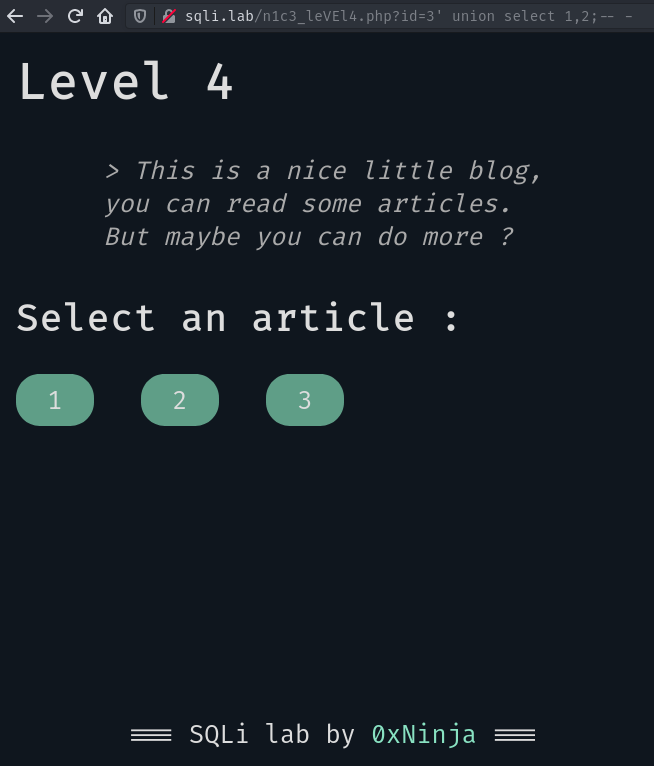 sqli.lab/n1c3_leVEl4.php?id=3' union select 1,2;-- -
Level 4
> This is a nice little blog,
you can read some articles.
But maybe you can do more ?
Select an article :
1 2 3
SQLi lab by 0xNinja